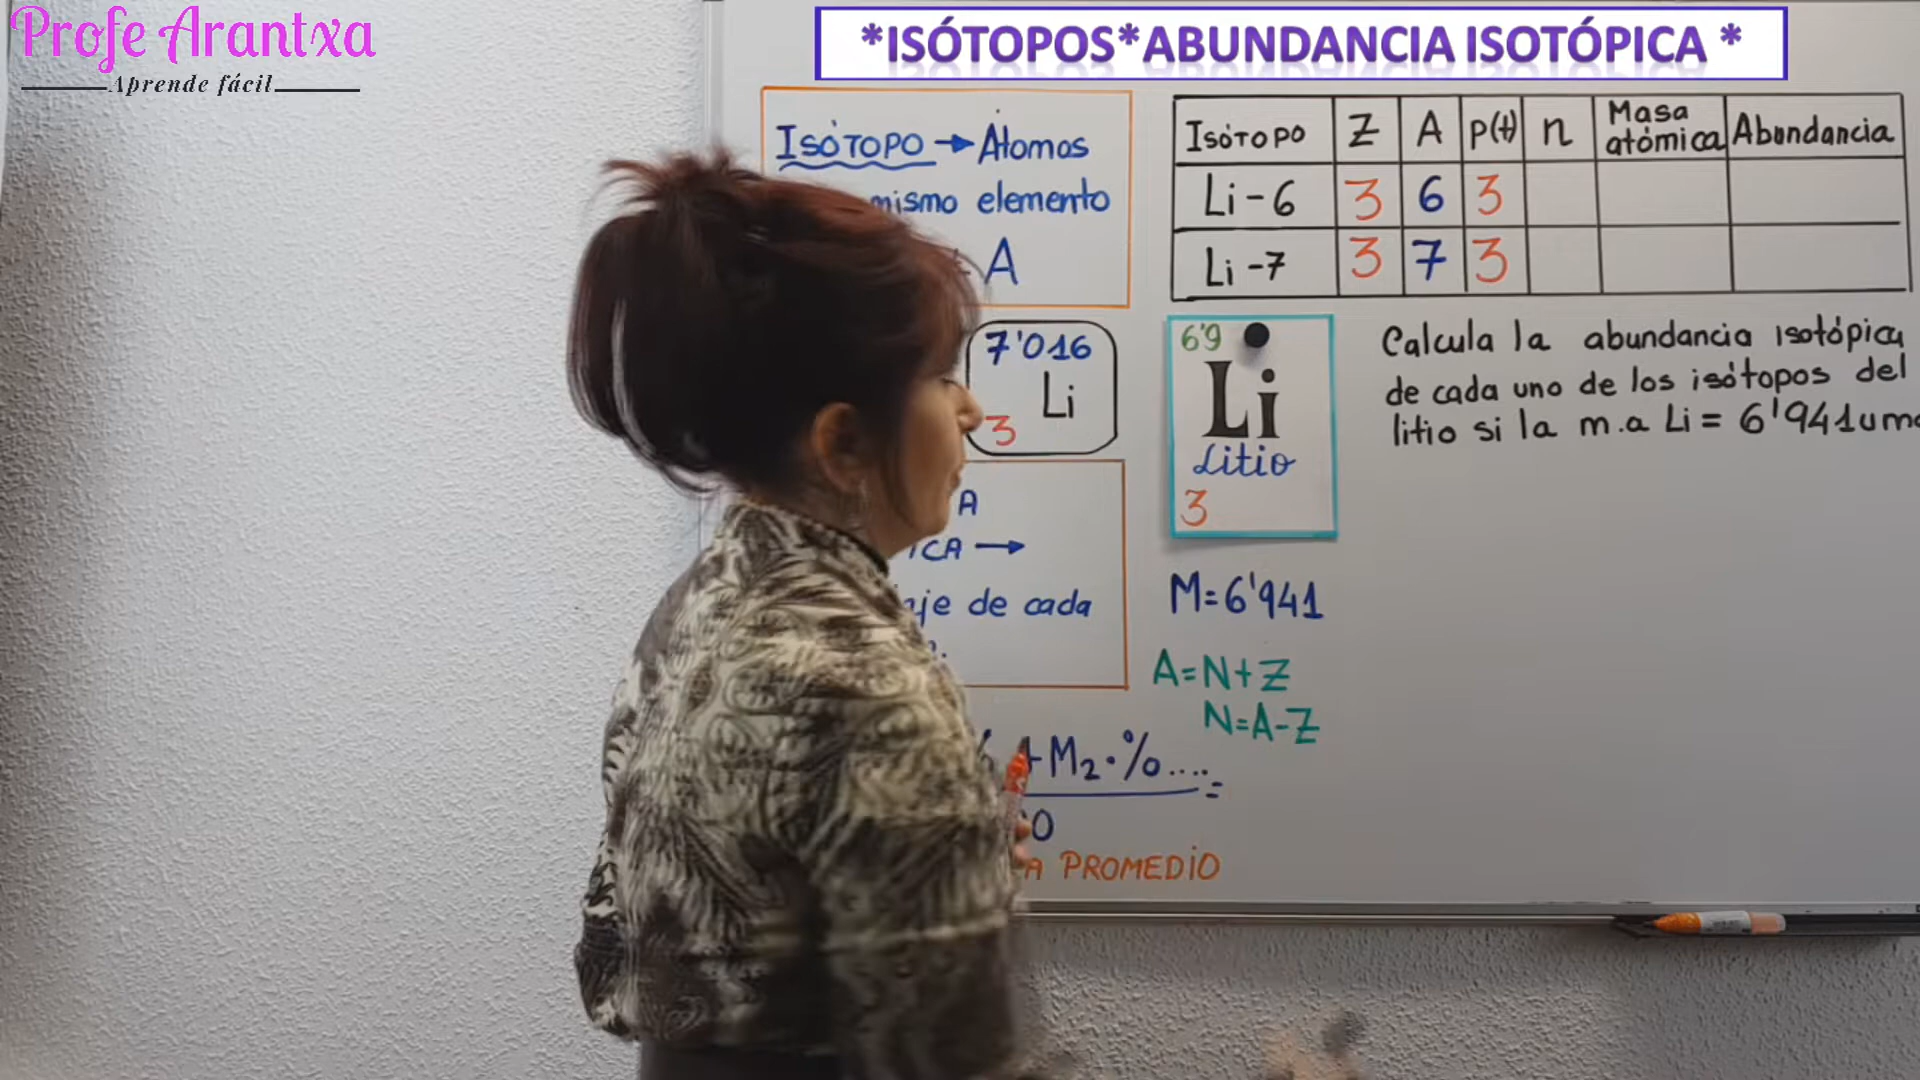 Profe Arantxa
Aprende fácil
*ISÓTOPOS*ABUNDANCIA ISOTÓPICA *
ISÓTOPO → Átomos
mismo elemento
A
7'016
Li
3
A
ICA →
aje de cada
+M₂·%.... =
0
A PROMEDIO
ISÓTOPO Z A p(+) n Masa atómica Abundancia
Li-6 3 6 3
Li-7 3 7 3
6'9
Li
Litio
3
Calcula la abundancia isotópica
de cada uno de los isótopos del
litio si la m.a Li = 6'941um
M=6'941
A=N+Z
N=A-Z